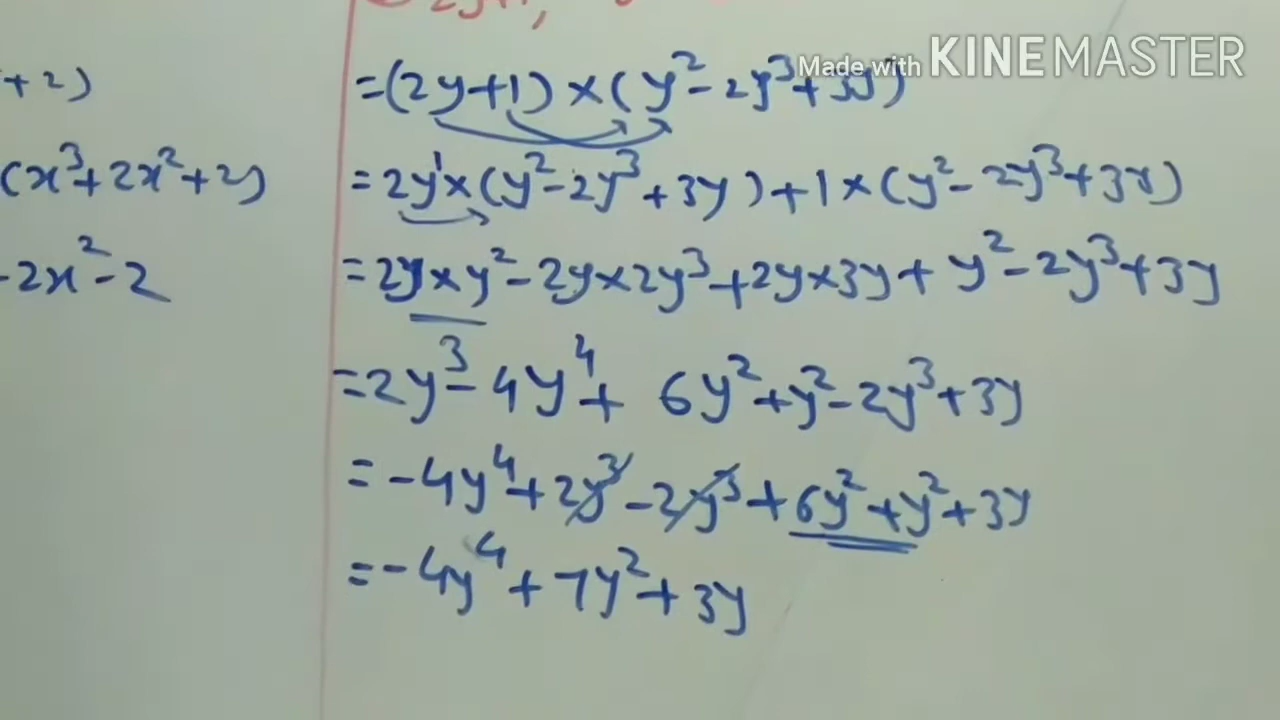 Made with KINEMASTER
+2)
(x³+2x²+2)
-2x²-2
=(2y+1)×(y²-2y³+3y)
=2y¹×(y²-2y³+3y)+1×(y²-2y³+3y)
=2y×y²-2y×2y³+2y×3y+y²-2y³+3y
=2y³-4y⁴+6y²+y²-2y³+3y
=-4y⁴+2y³-2y³+6y²+y²+3y
=-4y⁴+7y²+3y